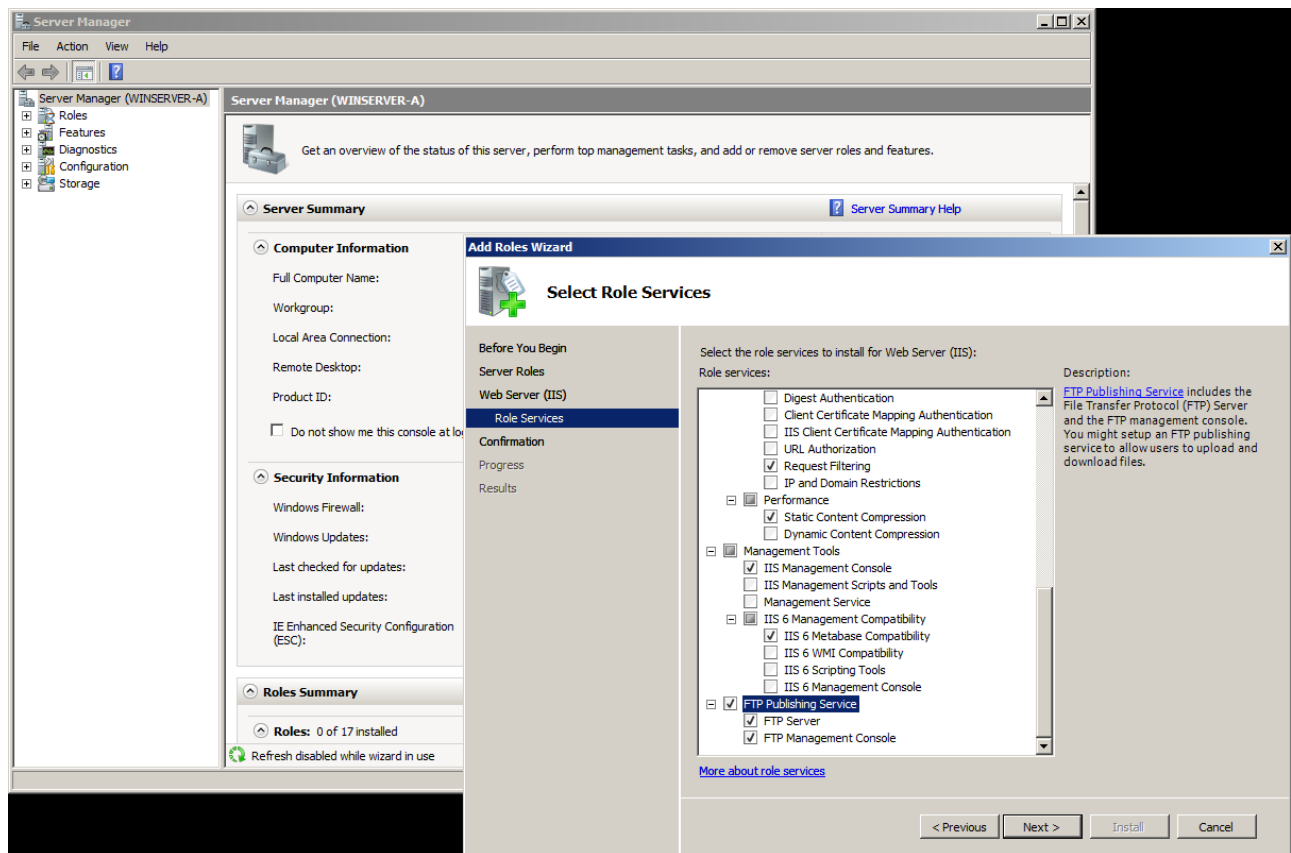 Server Manager
File Action View Help
Server Manager (WINSERVER-A)
Roles
Features
Diagnostics
Configuration
Storage
Server Manager (WINSERVER-A)
Get an overview of the status of this server, perform top management tasks, and add or remove server roles and features.
Server Summary
Server Summary Help
Computer Information
Full Computer Name:
Workgroup:
Local Area Connection:
Remote Desktop:
Product ID:
Do not show me this console at
Security Information
Windows Firewall:
Windows Updates:
Last checked for updates:
Last installed updates:
IE Enhanced Security Configuration
(ESC):
Roles Summary
Roles: 0 of 17 installed
Refresh disabled while wizard in use
Add Roles Wizard
Select Role Services
Before You Begin
Server Roles
Web Server (IIS)
Role Services
Confirmation
Progress
Results
Select the role services to install for Web Server (IIS):
Role services:
Digest Authentication
Client Certificate Mapping Authentication
IIS Client Certificate Mapping Authentication
URL Authorization
Request Filtering
IP and Domain Restrictions
Performance
Static Content Compression
Dynamic Content Compression
Management Tools
IIS Management Console
IIS Management Scripts and Tools
Management Service
IIS 6 Management Compatibility
IIS 6 Metabase Compatibility
IIS 6 WMI Compatibility
IIS 6 Scripting Tools
IIS 6 Management Console
FTP Publishing Service
FTP Server
FTP Management Console
More about role services
Description:
FTP Publishing Service includes the
File Transfer Protocol (FTP) Server
and the FTP management console.
You might setup an FTP publishing
service to allow users to upload and
download files.
< Previous Next > Install Cancel